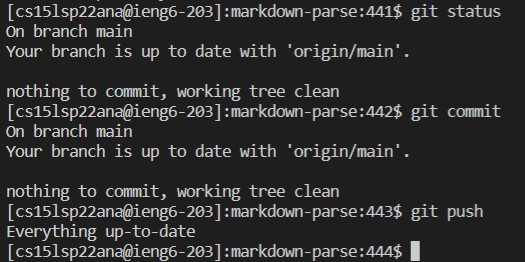 [cs15lsp22ana@ieng6-203]:markdown-parse:441$ git status
On branch main
Your branch is up to date with 'origin/main'.

nothing to commit, working tree clean
[cs15lsp22ana@ieng6-203]:markdown-parse:442$ git commit
On branch main
Your branch is up to date with 'origin/main'.

nothing to commit, working tree clean
[cs15lsp22ana@ieng6-203]:markdown-parse:443$ git push
Everything up-to-date
[cs15lsp22ana@ieng6-203]:markdown-parse:444$